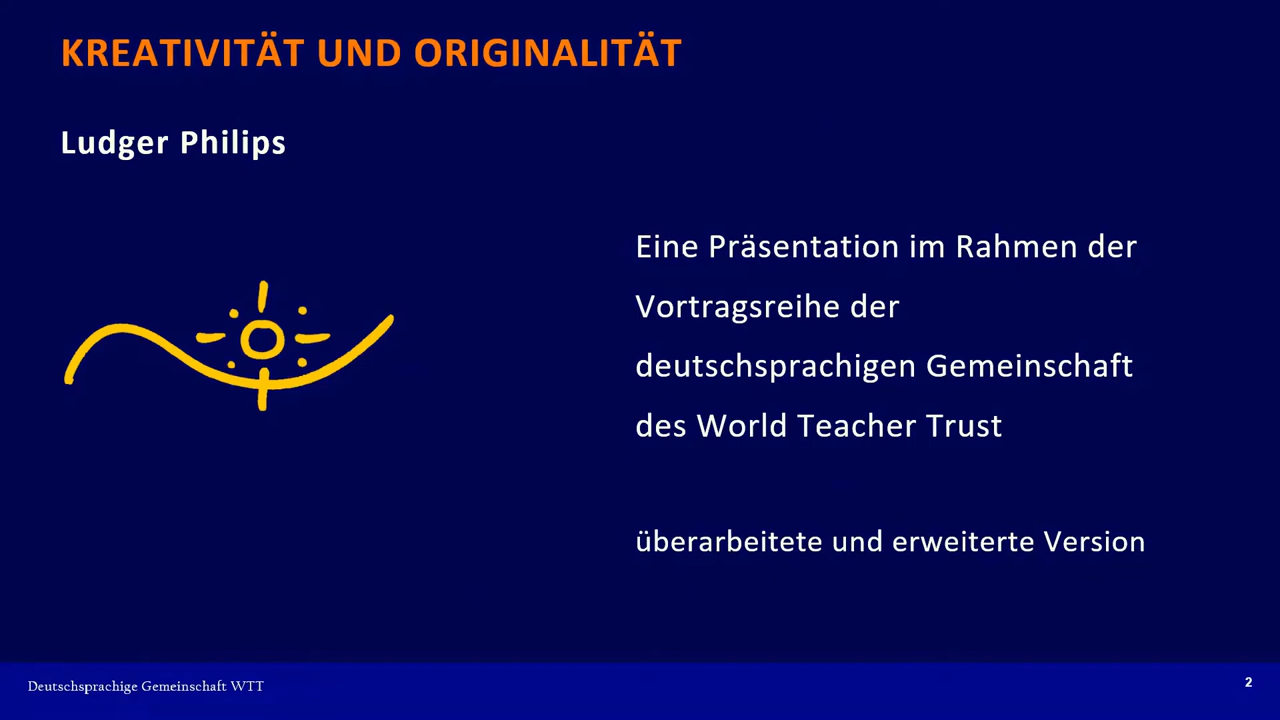 KREATIVITÄT UND ORIGINALITÄT
Ludger Philips
Eine Präsentation im Rahmen der
Vortragsreihe der
deutschsprachigen Gemeinschaft
des World Teacher Trust
überarbeitete und erweiterte Version
Deutschsprachige Gemeinschaft WTT
2